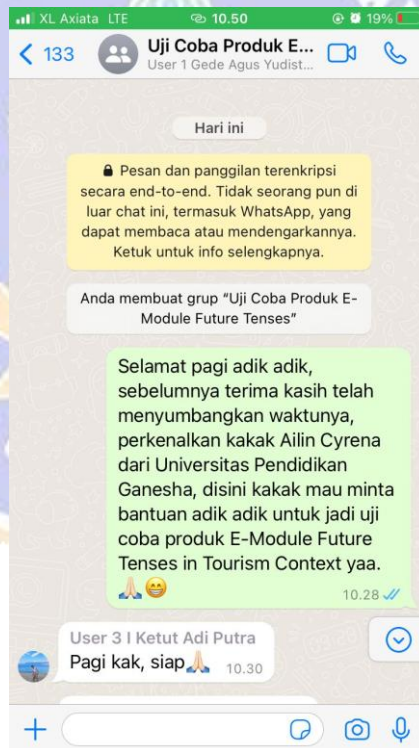 XL Axiata LTE 10.50 19%
133 Uji Coba Produk E...
User 1 Gede Agus Yudist...
Hari ini
Pesan dan panggilan terenkripsi
secara end-to-end. Tidak seorang pun di
luar chat ini, termasuk WhatsApp, yang
dapat membaca atau mendengarkannya.
Ketuk untuk info selengkapnya.
Anda membuat grup “Uji Coba Produk E-
Module Future Tenses”
Selamat pagi adik adik,
sebelumnya terima kasih telah
menyumbangkan waktunya,
perkenalkan kakak Ailin Cyrena
dari Universitas Pendidikan
Ganesha, disini kakak mau minta
bantuan adik adik untuk jadi uji
coba produk E-Module Future
Tenses in Tourism Context yaa.
🙏🏻😁 10.28
User 3 I Ketut Adi Putra
Pagi kak, siap🙏🏻 10.30